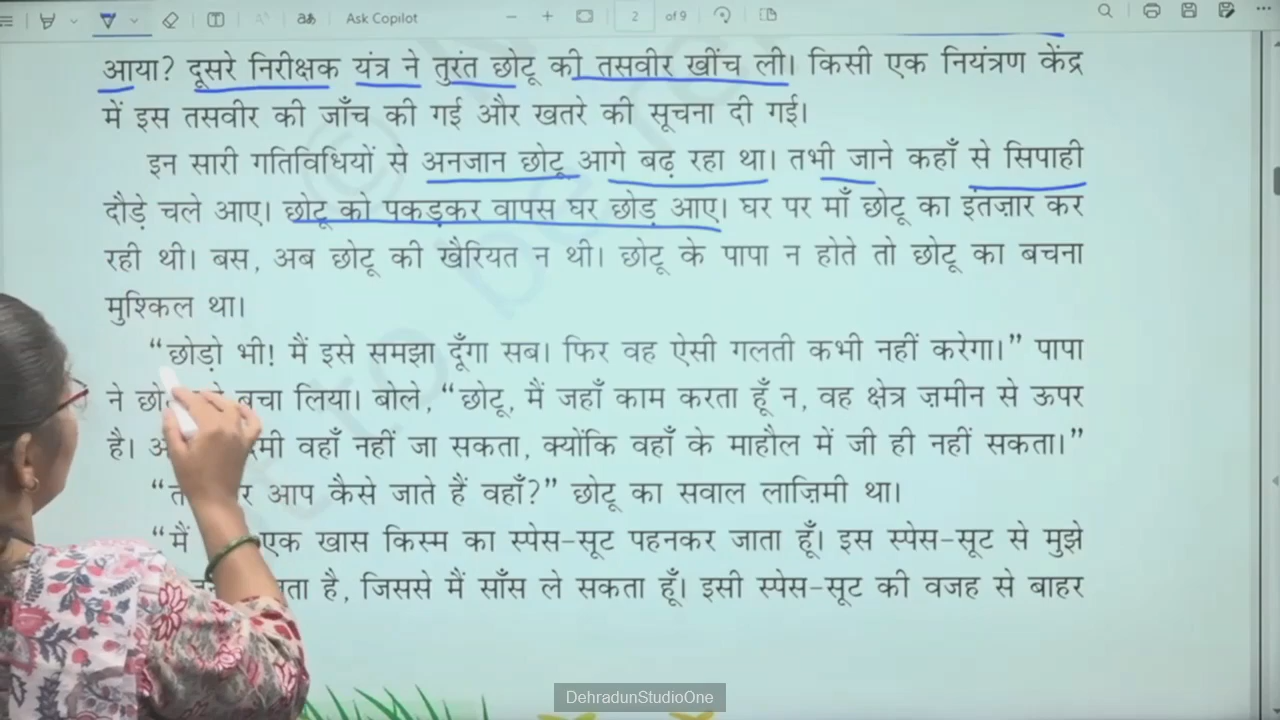 Ask Copilot
2 of 9
आया? दूसरे निरीक्षक यंत्र ने तुरंत छोटू की तसवीर खींच ली। किसी एक नियंत्रण केंद्र
में इस तसवीर की जाँच की गई और खतरे की सूचना दी गई।
इन सारी गतिविधियों से अनजान छोटू आगे बढ़ रहा था। तभी जाने कहाँ से सिपाही
दौड़े चले आए। छोटू को पकड़कर वापस घर छोड़ आए। घर पर माँ छोटू का इंतज़ार कर
रही थी। बस, अब छोटू की खैरियत न थी। छोटू के पापा न होते तो छोटू का बचना
मुश्किल था।
“छोड़ो भी! मैं इसे समझा दूँगा सब। फिर वह ऐसी गलती कभी नहीं करेगा।” पापा
ने बचा लिया। बोले, “छोटू, मैं जहाँ काम करता हूँ न, वह क्षेत्र ज़मीन से ऊपर
है। वहाँ नहीं जा सकता, क्योंकि वहाँ के माहौल में जी ही नहीं सकता।”
आप कैसे जाते हैं वहाँ?” छोटू का सवाल लाज़िमी था।
“मैं एक खास किस्म का स्पेस-सूट पहनकर जाता हूँ। इस स्पेस-सूट से मुझे
है, जिससे मैं साँस ले सकता हूँ। इसी स्पेस-सूट की वजह से बाहर
DehradunStudioOne